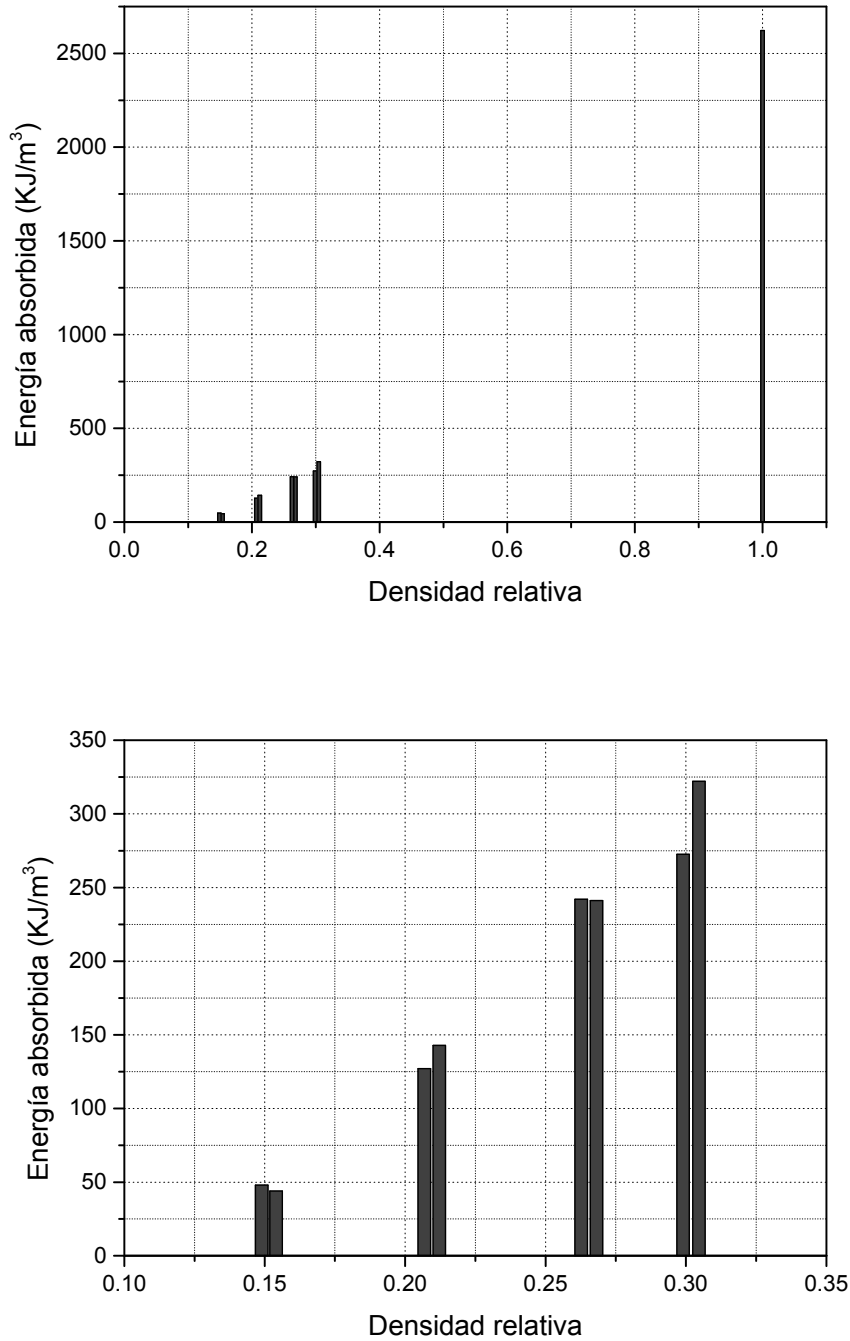 2500
2000
1500
1000
500
0
Energía absorbida (KJ/m³)
0.0 0.2 0.4 0.6 0.8 1.0
Densidad relativa
350
300
250
200
150
100
50
0
Energía absorbida (KJ/m³)
0.10 0.15 0.20 0.25 0.30 0.35
Densidad relativa